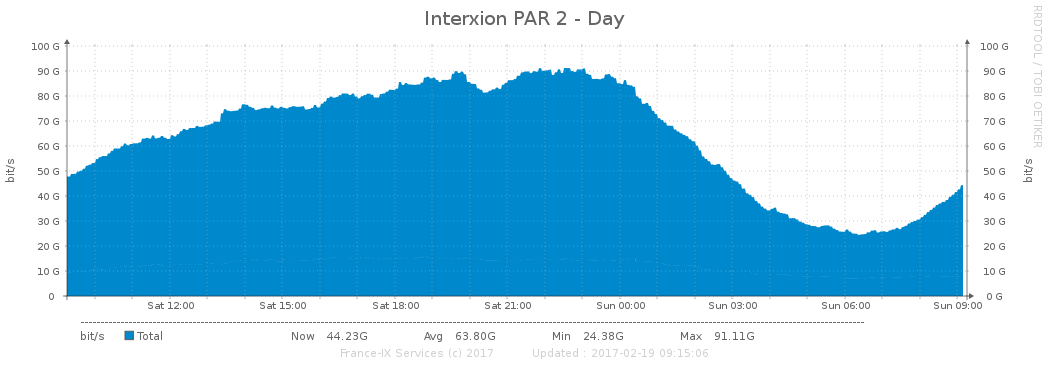 Interxion PAR 2 - Day
RRDTOOL / TOBI OETIKER
100 G 100 G
90 G 90 G
80 G 80 G
70 G 70 G
60 G 60 G
50 G 50 G
40 G 40 G
30 G 30 G
20 G 20 G
10 G 10 G
0 0 G
bit/s bit/s
Sat 12:00 Sat 15:00 Sat 18:00 Sat 21:00 Sun 00:00 Sun 03:00 Sun 06:00 Sun 09:00
bit/s Total Now 44.23G Avg 63.80G Min 24.38G Max 91.11G
France-IX Services (c) 2017 Updated : 2017-02-19 09:15:06